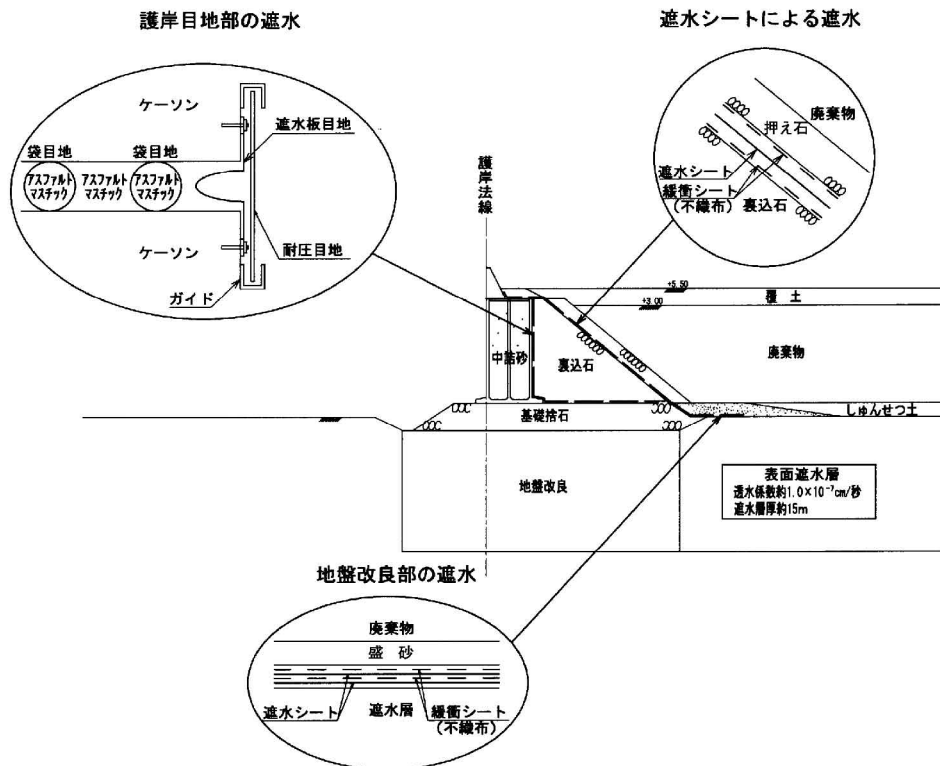 護岸目地部の遮水
遮水シートによる遮水
ケーソン
遮水板目地
袋目地
袋目地
アスファルト
マスチック
アスファルト
マスチック
アスファルト
マスチック
ケーソン
耐圧目地
ガイド
護岸法線
廃棄物
押え石
遮水シート
緩衝シート
(不織布)
裏込石
+5.50
覆土
+3.00
中詰砂
裏込石
廃棄物
基礎捨石
しゅんせつ土
地盤改良
表面遮水層
透水係数約1.0×10⁻⁷cm/秒
遮水層厚約15m
地盤改良部の遮水
廃棄物
盛砂
遮水シート
遮水層
緩衝シート
(不織布)